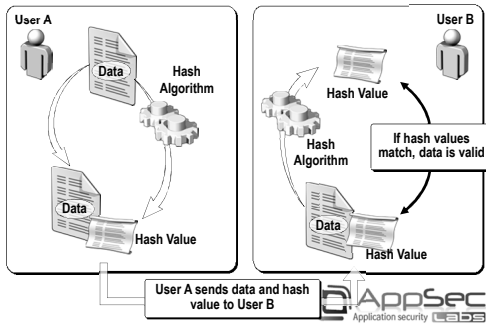 User A
Data
Hash
Algorithm
Data
Hash Value
User B
Hash Value
Hash
Algorithm
If hash values
match, data is valid
Data
Hash Value
User A sends data and hash
value to User B
AppSec
Application security LABS